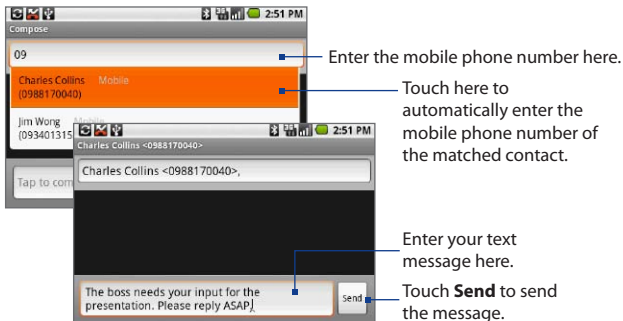 2:51 PM
Compose
09
Enter the mobile phone number here.
Charles Collins Mobile
(0988170040)
Touch here to
automatically enter the
mobile phone number of
the matched contact.
Jim Wong
(093401315
Tap to com
2:51 PM
Charles Collins <0988170040>
Charles Collins <0988170040>,
Enter your text
message here.
The boss needs your input for the
presentation. Please reply ASAP.
Send
Touch Send to send
the message.